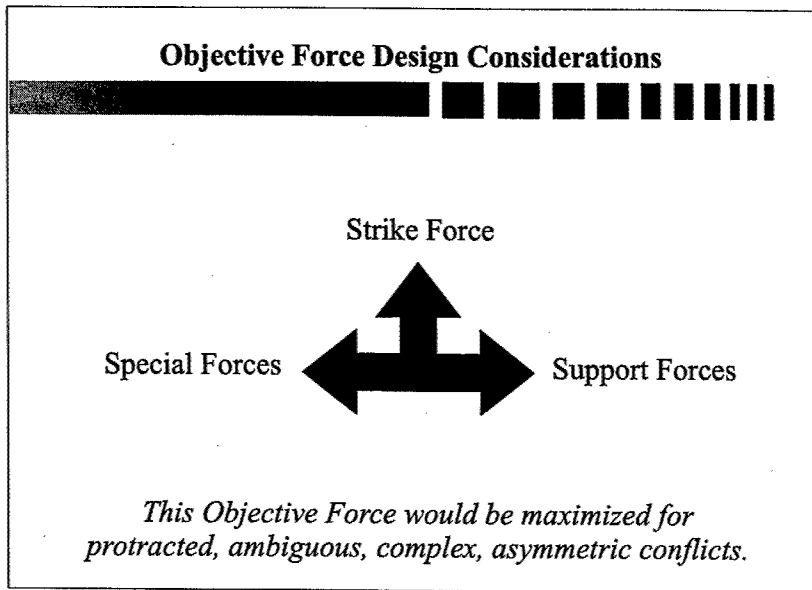 Objective Force Design Considerations
Strike Force
Special Forces
Support Forces
This Objective Force would be maximized for
protracted, ambiguous, complex, asymmetric conflicts.